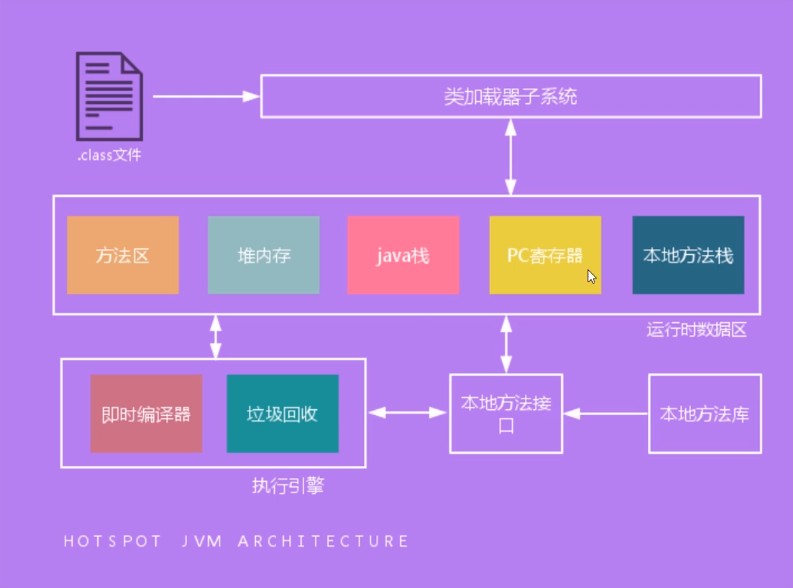 类加载器子系统
.class文件
方法区
堆内存
java栈
PC寄存器
本地方法栈
运行时数据区
即时编译器
垃圾回收
本地方法接
口
本地方法库
执行引擎
HOTSPOT JVM ARCHITECTURE